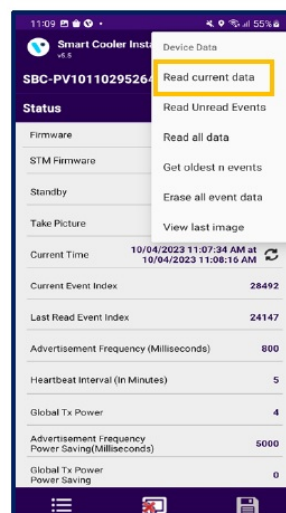 11:09 55%
Smart Cooler Insta
v5.5
SBC-PV1011029526
Device Data
Read current data
Read Unread Events
Read all data
Get oldest n events
Erase all event data
View last image
Status
Firmware
STM Firmware
Standby
Take Picture
Current Time 10/04/2023 11:07:34 AM at
10/04/2023 11:08:16 AM
Current Event Index 28492
Last Read Event Index 24147
Advertisement Frequency (Milliseconds) 800
Heartbeat Interval (In Minutes) 5
Global Tx Power 4
Advertisement Frequency
Power Saving(Milliseconds) 5000
Global Tx Power
Power Saving 0